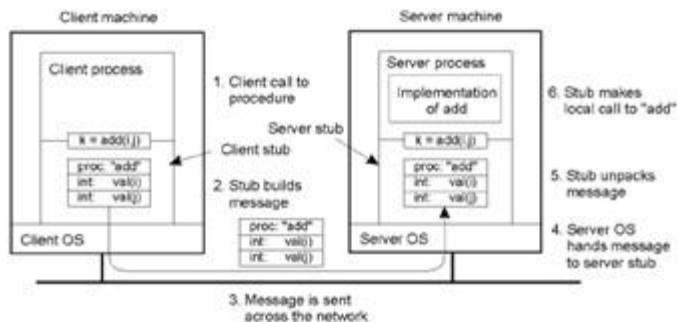 Client machine
Server machine
Client process
1. Client call to
procedure
Server process
Implementation
of add
6. Stub makes
local call to "add"
Server stub
k = add(i,j)
Client stub
k = add(i,j)
proc: "add"
int: val(i)
int: val(j)
2. Stub builds
message
proc: "add"
int: val(i)
int: val(j)
5. Stub unpacks
message
proc: "add"
int: val(i)
int: val(j)
4. Server OS
hands message
to server stub
Client OS
Server OS
3. Message is sent
across the network